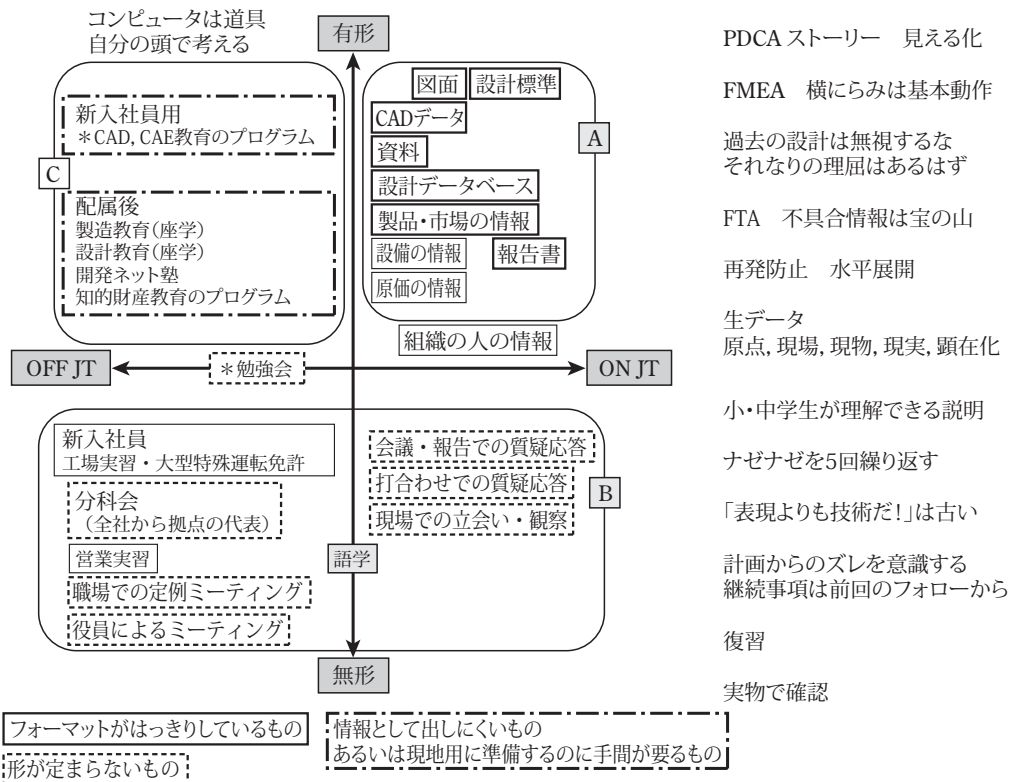 コンピュータは道具
自分の頭で考える
有形
図面
設計標準
CADデータ
資料
設計データベース
製品・市場の情報
設備の情報
報告書
原価の情報
A
新入社員用
＊CAD, CAE教育のプログラム
C
配属後
製造教育（座学）
設計教育（座学）
開発ネット塾
知的財産教育のプログラム
組織の人の情報
OFF JT
＊勉強会
ON JT
新入社員
工場実習・大型特殊運転免許
分科会
（全社から拠点の代表）
営業実習
職場での定例ミーティング
役員によるミーティング
語学
会議・報告での質疑応答
打合わせでの質疑応答
現場での立会い・観察
B
無形
フォーマットがはっきりしているもの
形が定まらないもの
情報として出しにくいもの
あるいは現地用に準備するのに手間が要るもの
PDCA ストーリー　見える化
FMEA　横にらみは基本動作
過去の設計は無視するな
それなりの理屈はあるはず
FTA　不具合情報は宝の山
再発防止　水平展開
生データ
原点, 現場, 現物, 現実, 顕在化
小・中学生が理解できる説明
ナゼナゼを5回繰り返す
「表現よりも技術だ！」は古い
計画からのズレを意識する
継続事項は前回のフォローから
復習
実物で確認